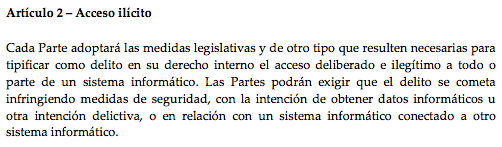 Artículo 2 – Acceso ilícito
Cada Parte adoptará las medidas legislativas y de otro tipo que resulten necesarias para
tipificar como delito en su derecho interno el acceso deliberado e ilegítimo a todo o
parte de un sistema informático. Las Partes podrán exigir que el delito se cometa
infringiendo medidas de seguridad, con la intención de obtener datos informáticos u
otra intención delictiva, o en relación con un sistema informático conectado a otro
sistema informático.